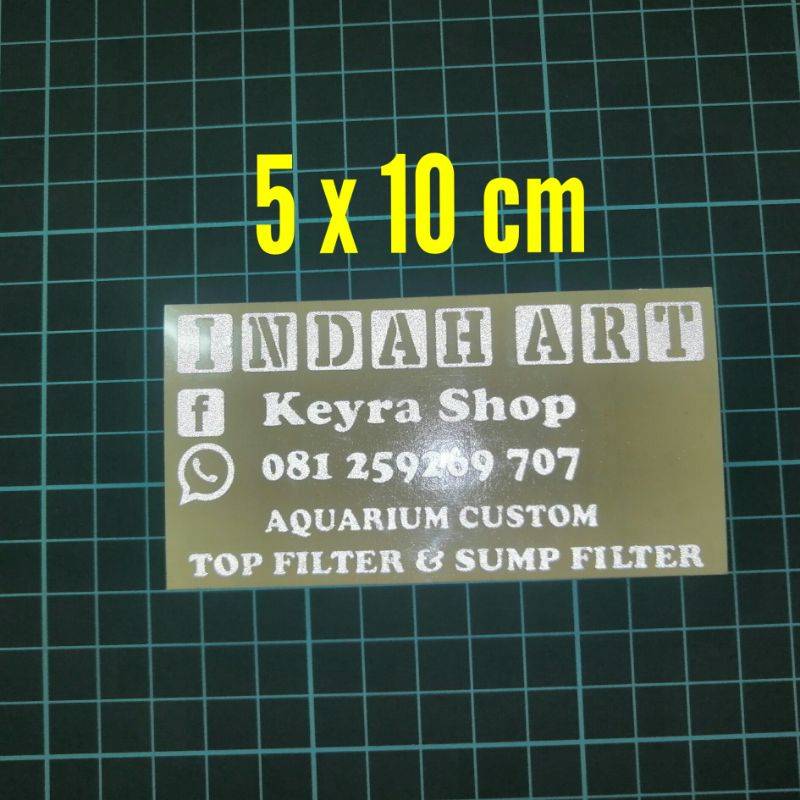 5 x 10 cm
INDAH ART
Keyra Shop
081 259269 707
AQUARIUM CUSTOM
TOP FILTER & SUMP FILTER